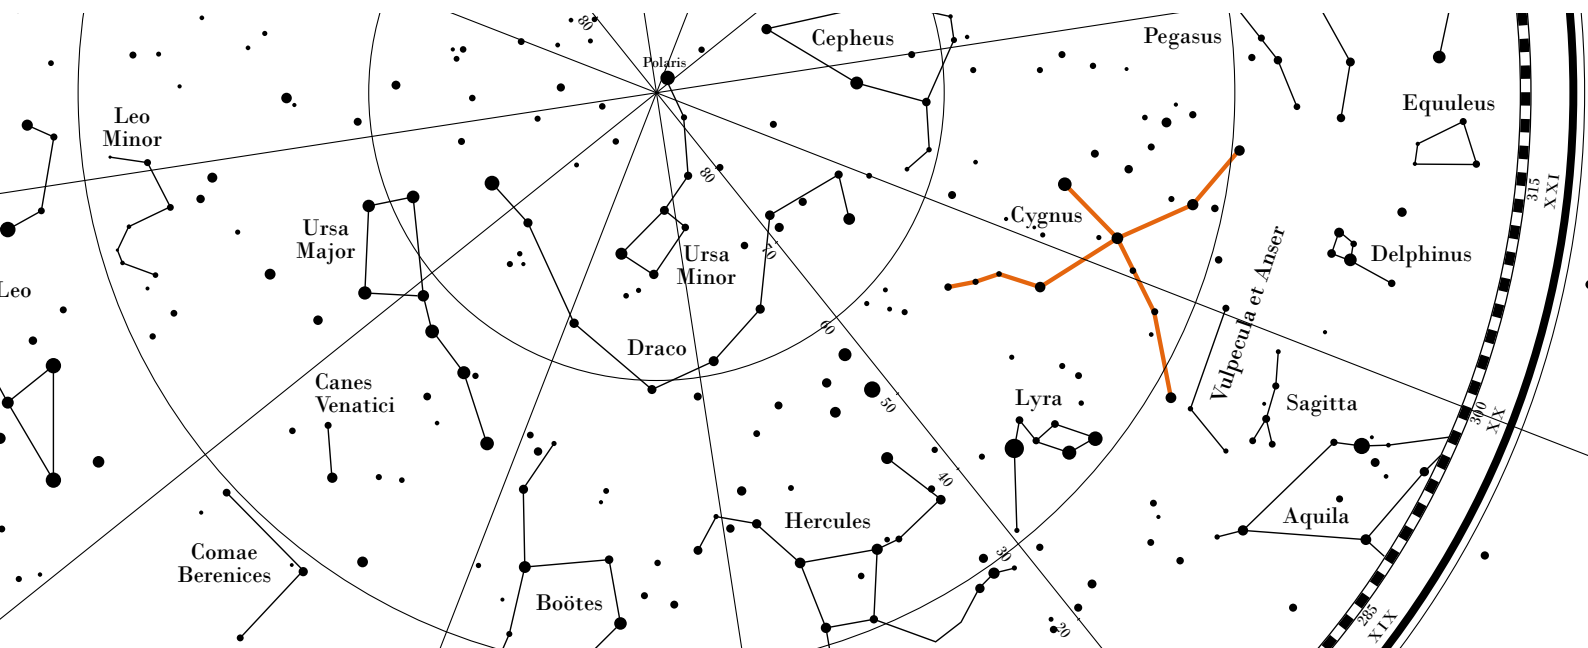 80
Cepheus
Pegasus
Polaris
Leo
Minor
Equuleus
80
315
XXI
Ursa
Major
Cygnus
Ursa
Minor
70
Delphinus
Vulpecula et Anser
Leo
60
Draco
Canes
Venatici
50
Lyra
Sagitta
300
XX
40
Hercules
Aquila
Comae
Berenices
30
Boötes
285
XIX
20